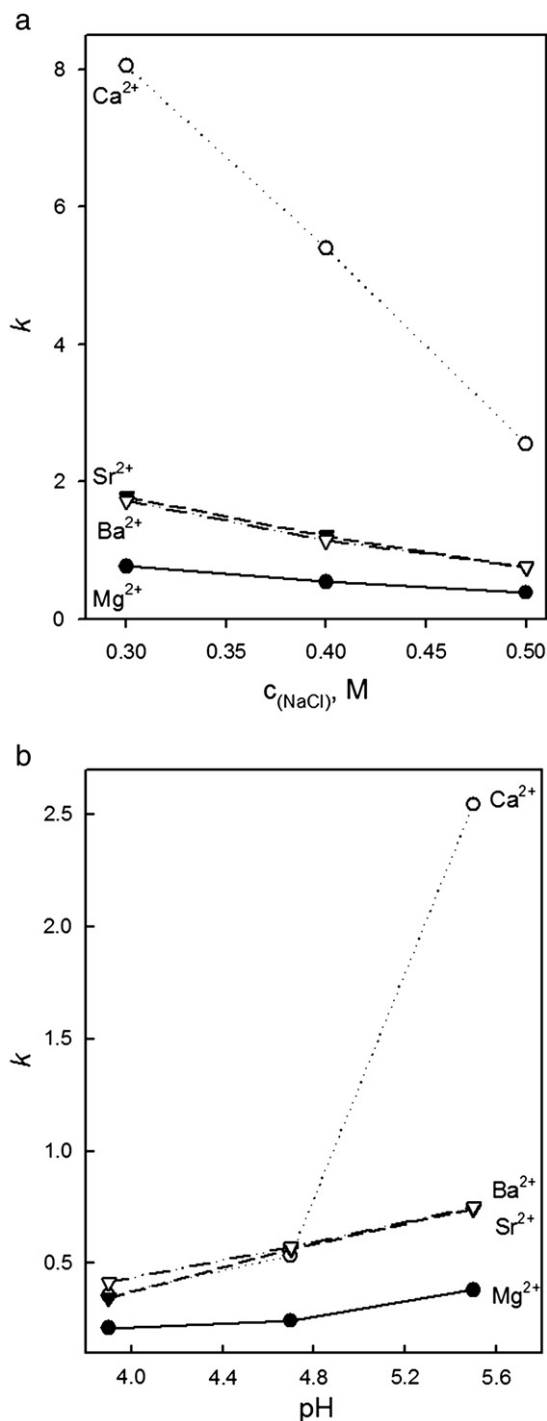 a
8
Ca²⁺
6
k
4
2
Sr²⁺
Ba²⁺
Mg²⁺
0
0.30 0.35 0.40 0.45 0.50
c(NaCl), M
b
2.5
Ca²⁺
2.0
k
1.5
1.0
Ba²⁺
Sr²⁺
0.5
Mg²⁺
4.0 4.4 4.8 5.2 5.6
pH